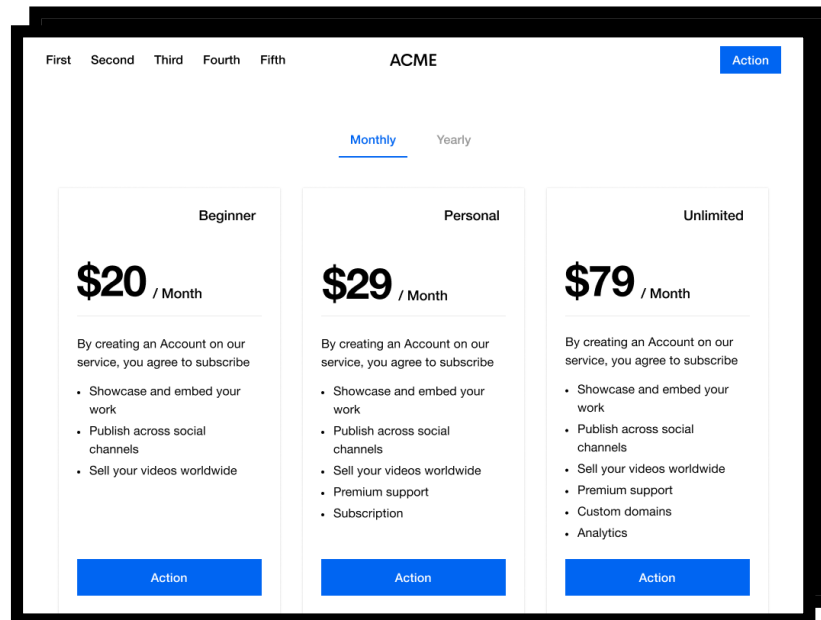 First Second Third Fourth Fifth ACME Action
Monthly Yearly
Beginner
$20 / Month
By creating an Account on our
service, you agree to subscribe
• Showcase and embed your
work
• Publish across social
channels
• Sell your videos worldwide
Action
Personal
$29 / Month
By creating an Account on our
service, you agree to subscribe
• Showcase and embed your
work
• Publish across social
channels
• Sell your videos worldwide
• Premium support
• Subscription
Action
Unlimited
$79 / Month
By creating an Account on our
service, you agree to subscribe
• Showcase and embed your
work
• Publish across social
channels
• Sell your videos worldwide
• Premium support
• Custom domains
• Analytics
Action